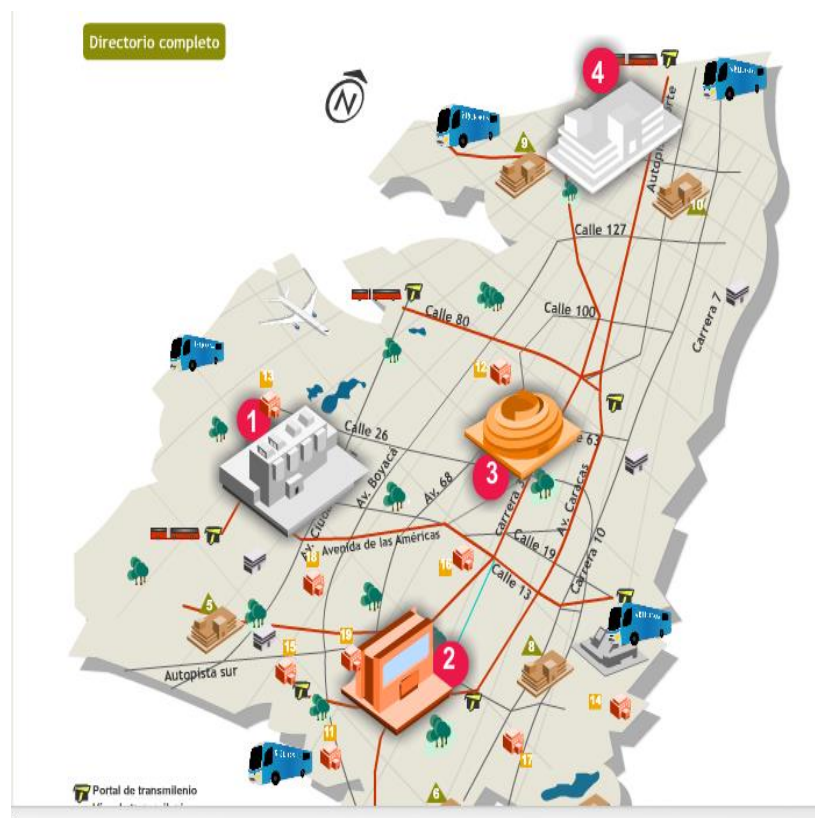 Directorio completo
N
4
9
10
Calle 127
Carrera 7
Calle 100
Calle 80
12
13
1
Calle 26
3
Av. Boyacá
Av. 68
Av. Caracas
Carrera 10
Calle 19
Avenida de las Américas
18
16
Calle 13
5
19
15
2
8
Autopista sur
14
11
17
6
Portal de transmilenio